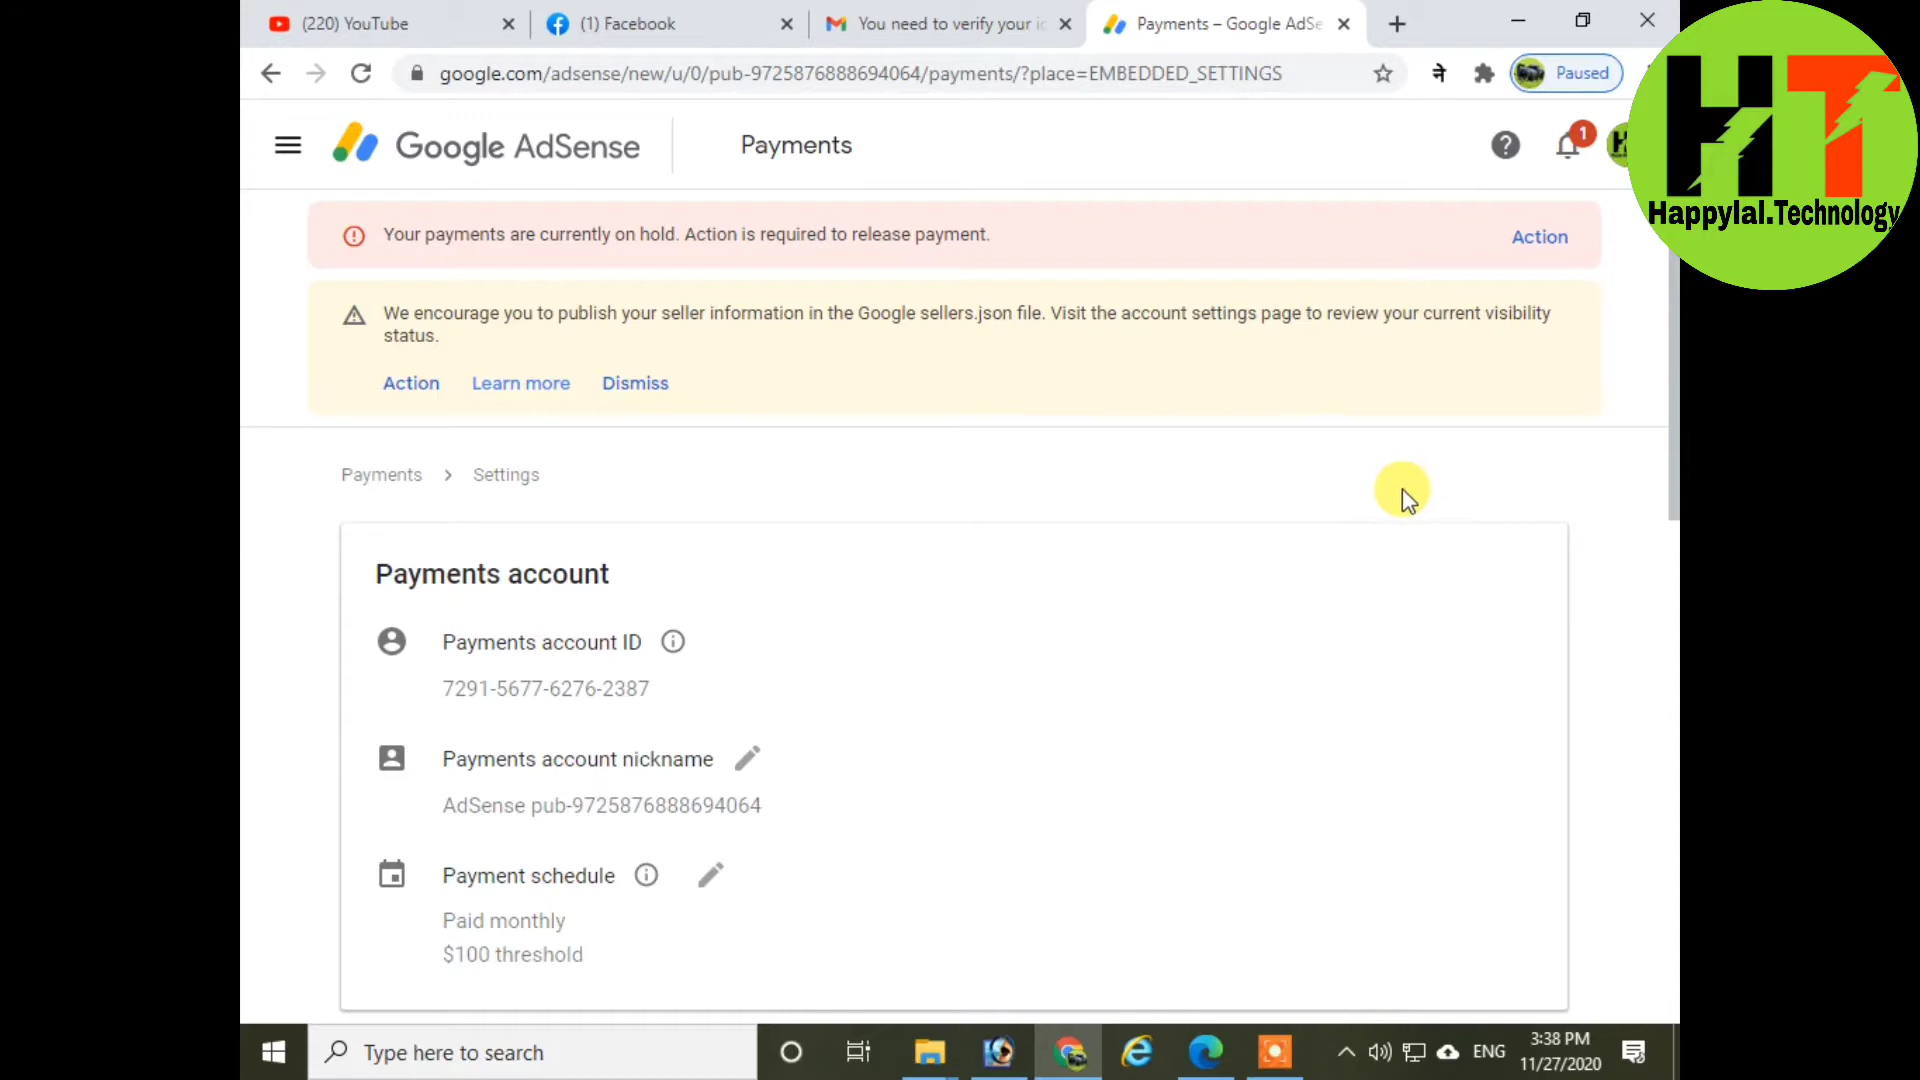 (220) YouTube
(1) Facebook
You need to verify your i
Payments – Google AdSe
google.com/adsense/new/u/0/pub-9725876888694064/payments/?place=EMBEDDED_SETTINGS
ने
Paused
Google AdSense
Payments
1
HT
Happylal.Technology
Your payments are currently on hold. Action is required to release payment.
Action
We encourage you to publish your seller information in the Google sellers.json file. Visit the account settings page to review your current visibility
status.
Action Learn more Dismiss
Payments > Settings
Payments account
Payments account ID
7291-5677-6276-2387
Payments account nickname
AdSense pub-9725876888694064
Payment schedule
Paid monthly
$100 threshold
Type here to search
ENG
3:38 PM
11/27/2020